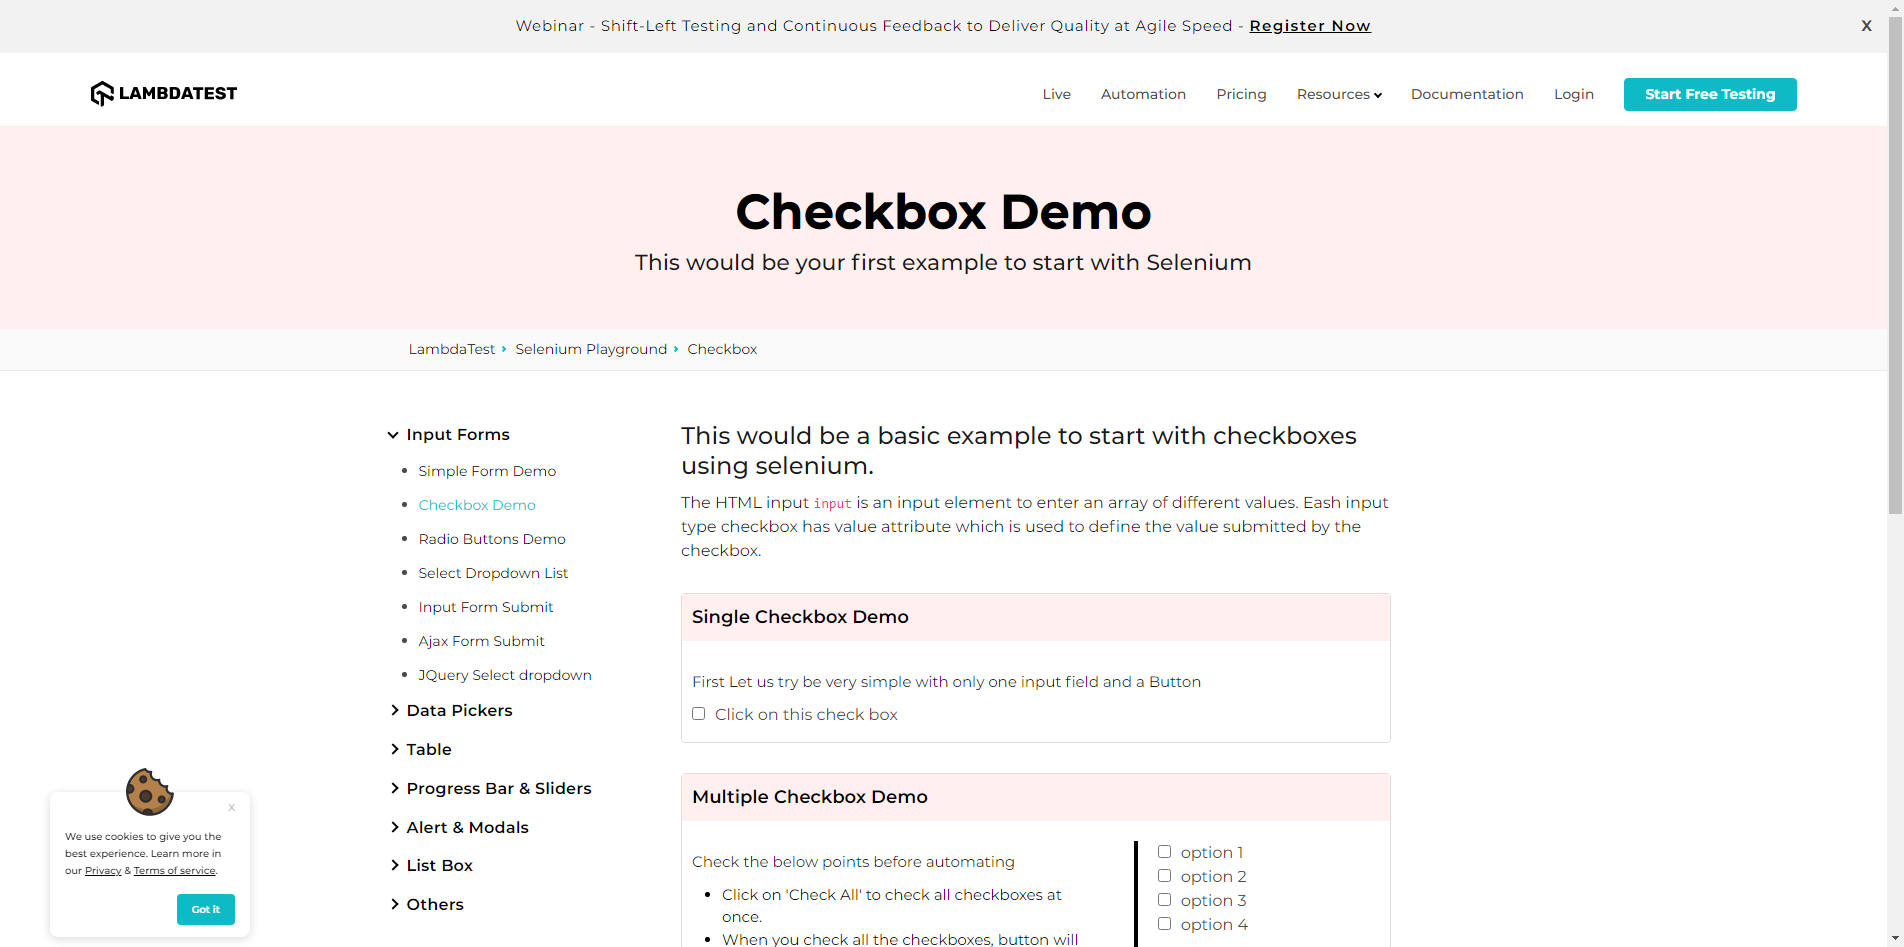 Webinar - Shift-Left Testing and Continuous Feedback to Deliver Quality at Agile Speed - Register Now
X
LAMBDATEST
Live
Automation
Pricing
Resources
Documentation
Login
Start Free Testing
Checkbox Demo
This would be your first example to start with Selenium
LambdaTest
Selenium Playground
Checkbox
Input Forms
Simple Form Demo
Checkbox Demo
Radio Buttons Demo
Select Dropdown List
Input Form Submit
Ajax Form Submit
JQuery Select dropdown
Data Pickers
Table
Progress Bar & Sliders
Alert & Modals
List Box
Others
This would be a basic example to start with checkboxes
using selenium.
The HTML input input is an input element to enter an array of different values. Eash input
type checkbox has value attribute which is used to define the value submitted by the
checkbox.
Single Checkbox Demo
First Let us try be very simple with only one input field and a Button
Click on this check box
Multiple Checkbox Demo
Check the below points before automating
Click on 'Check All' to check all checkboxes at
once.
When you check all the checkboxes, button will
option 1
option 2
option 3
option 4
x
We use cookies to give you the
best experience. Learn more in
our Privacy & Terms of service.
Got it